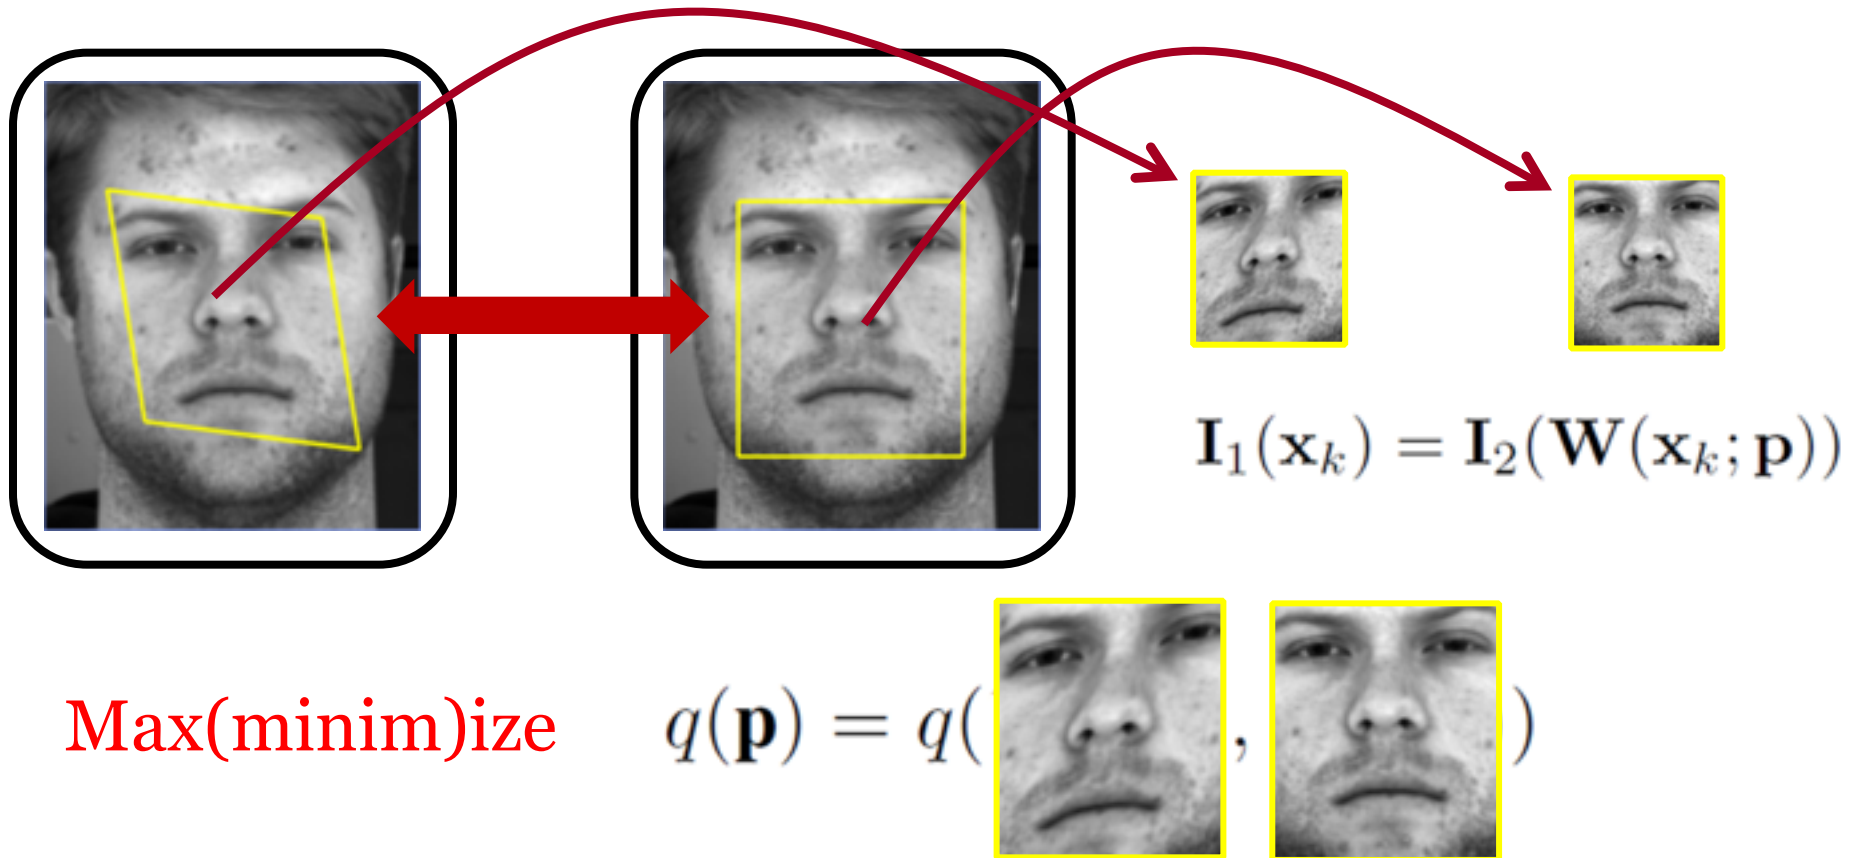 I₁(xₖ) = I₂(W(xₖ; p))
Max(minim)ize q(p) = q( , )